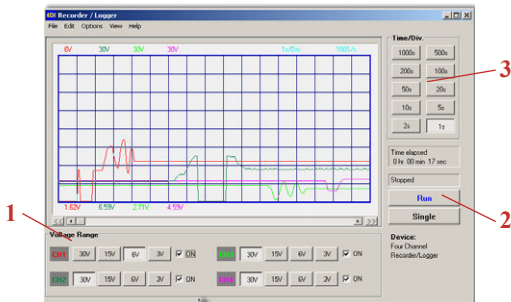 Recorder / Logger
File Edit Options View Help
6V 30V 30V 30V 1s/Div 100S/s
1.62V 6.59V 2.71V 4.59V
Time/Div.
1000s 500s
200s 100s
50s 20s
10s 5s
2s 1s
3
Time elapsed
0 hr 00 min 17 sec
Stopped
Run
Single
2
1
Voltage Range
CH1 30V 15V 6V 3V ON
CH3 30V 15V 6V 3V ON
CH2 30V 15V 6V 3V ON
CH4 30V 15V 6V 3V ON
Device:
Four Channel
Recorder/Logger